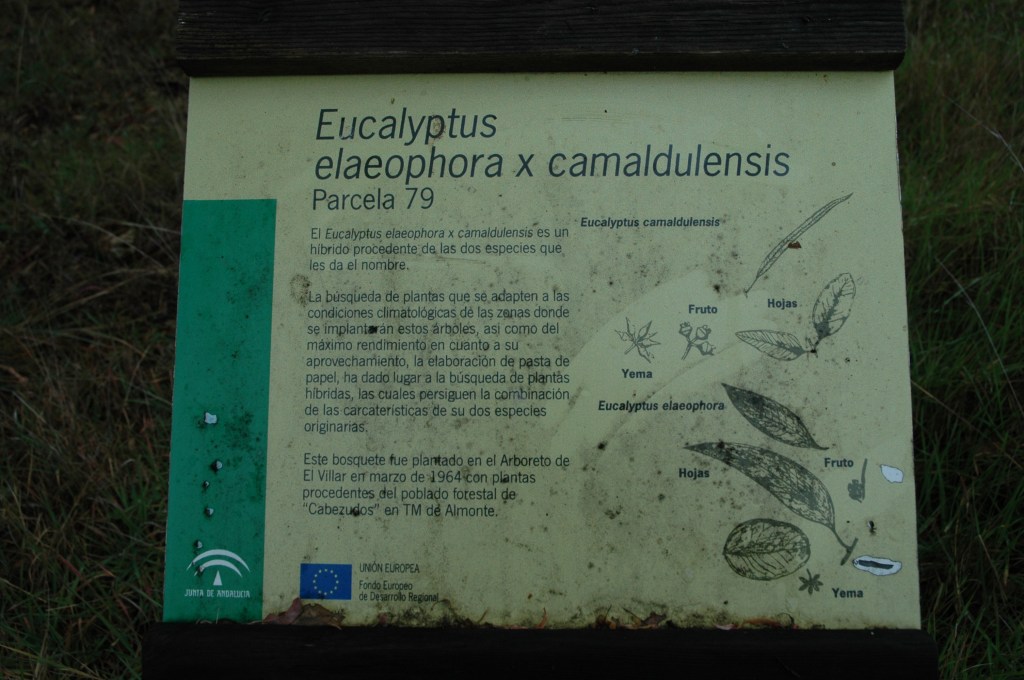 Eucalyptus
elaeophora x camaldulensis
Parcela 79
El Eucalyptus elaeophora x camaldulensis es un
híbrido procedente de las dos especies que
les da el nombre.
La búsqueda de plantas que se adapten a las
condiciones climatológicas de las zonas donde
se implantarán estos árboles, asi como del
máximo rendimiento en cuanto a su
aprovechamiento, la elaboración de pasta de
papel, ha dado lugar a la búsqueda de plantas
híbridas, las cuales persiguen la combinación
de las carcateristicas de su dos especies
originarias.
Este bosquete fue plantado en el Arboreto de
El Villar en marzo de 1964 con plantas
procedentes del poblado forestal de
"Cabezudos" en TM de Almonte.
Eucalyptus camaldulensis
Hojas
Fruto
Yema
Eucalyptus elaeophora
Fruto
Hojas
Yema
JUNTA DE ANDALUCIA
UNIÓN EUROPEA
Fondo Europeo
de Desarrollo Regional